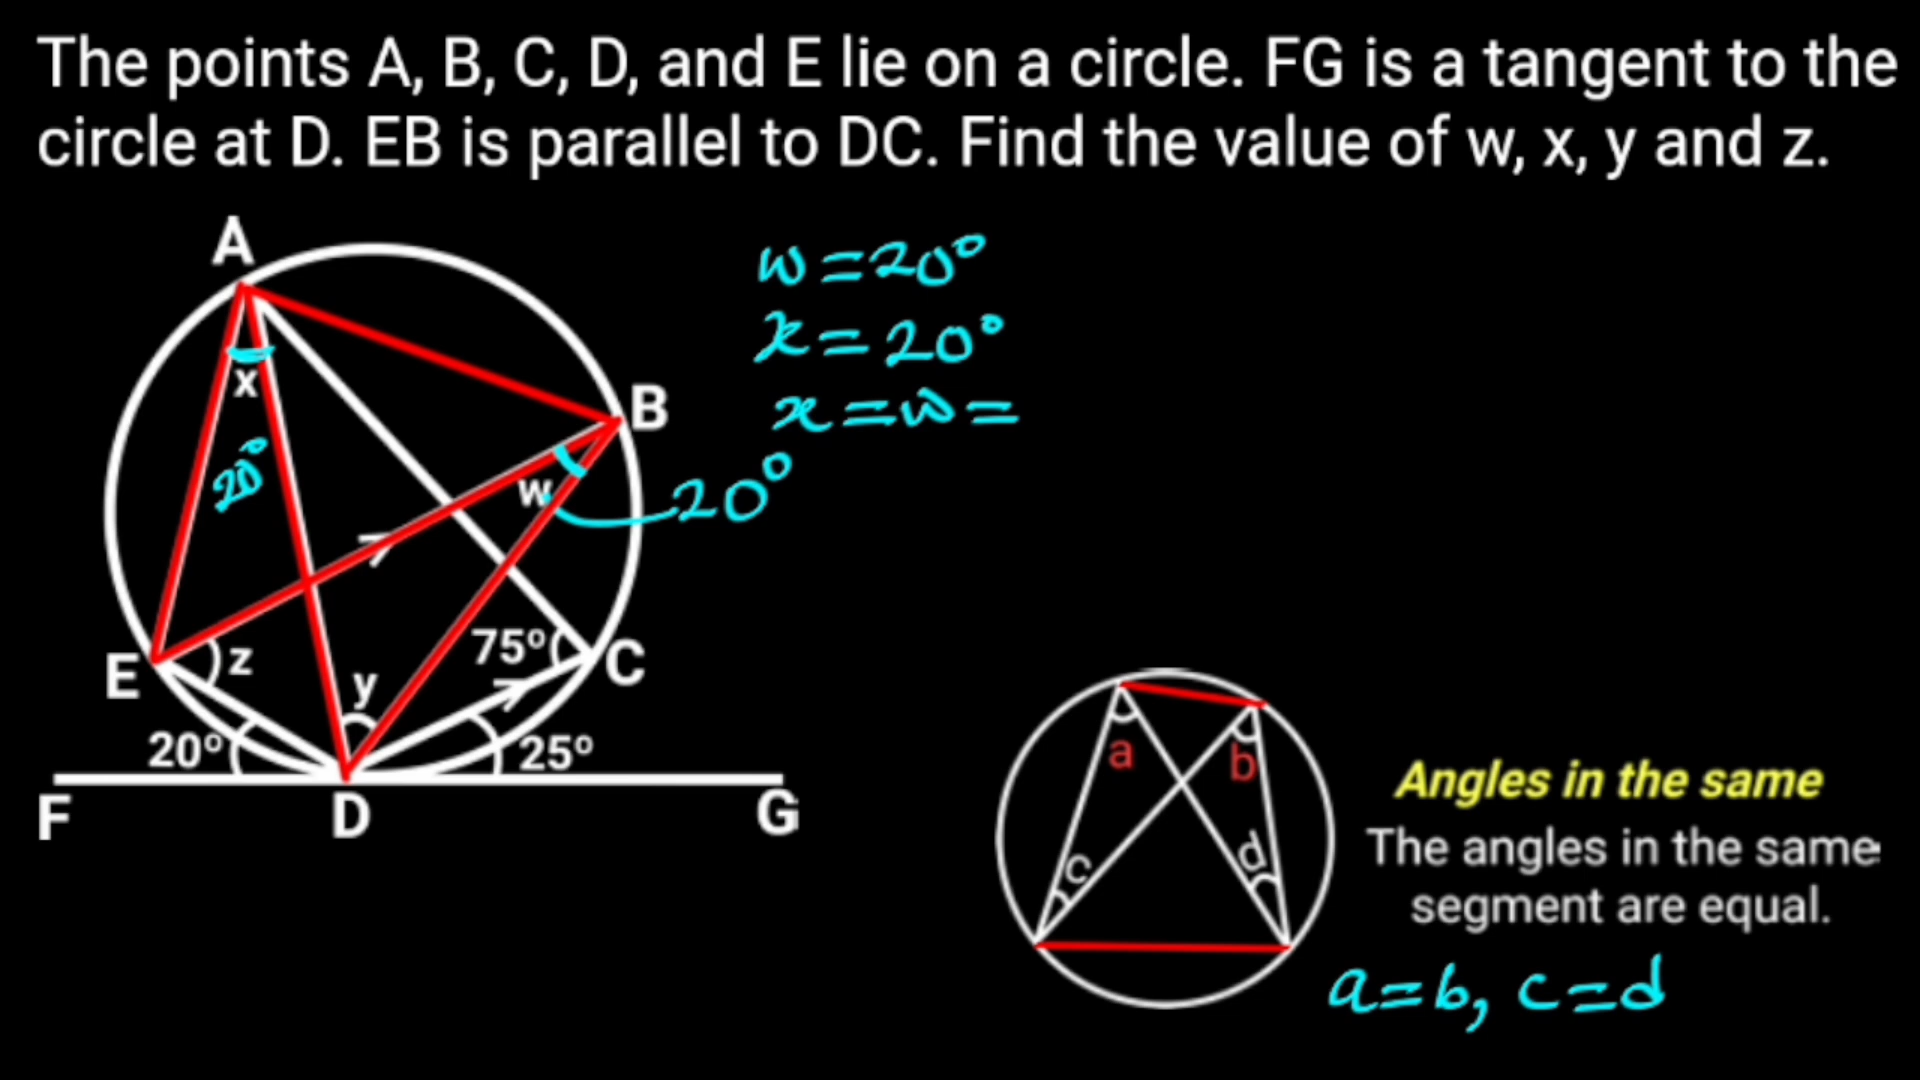 The points A, B, C, D, and E lie on a circle. FG is a tangent to the
circle at D. EB is parallel to DC. Find the value of w, x, y and z.
A
w = 20°
x = 20°
x
B
x = w =
20°
w
20°
75°
C
E
z
y
20°
25°
F
D
G
a
b
c
d
Angles in the same
The angles in the same
segment are equal.
a = b, c = d